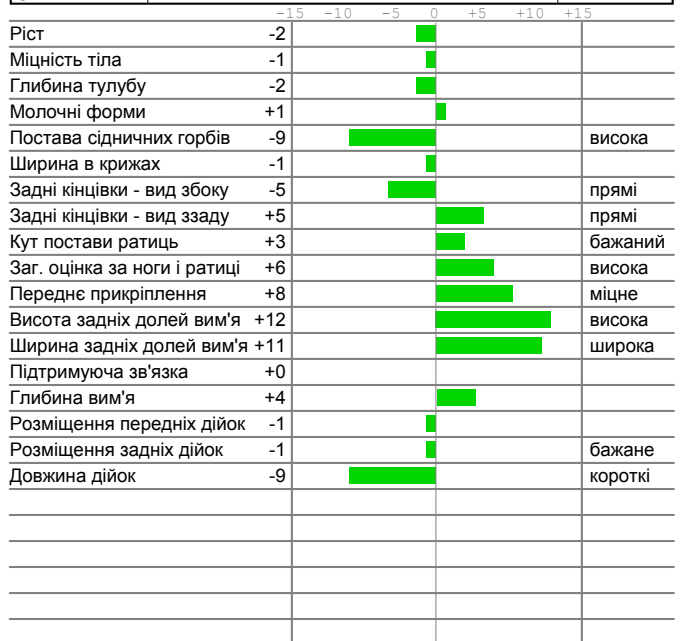 -15 -10 -5 0 +5 +10 +15
Ріст -2
Міцність тіла -1
Глибина тулубу -2
Молочні форми +1
Постава сідничних горбів -9 висока
Ширина в крижах -1
Задні кінцівки - вид збоку -5 прямі
Задні кінцівки - вид ззаду +5 прямі
Кут постави ратиць +3 бажаний
Заг. оцінка за ноги і ратиці +6 висока
Переднє прикріплення +8 міцне
Висота задніх долей вим'я +12 висока
Ширина задніх долей вим'я +11 широка
Підтримуюча зв'язка +0
Глибина вим'я +4
Розміщення передніх дійок -1
Розміщення задніх дійок -1 бажане
Довжина дійок -9 короткі